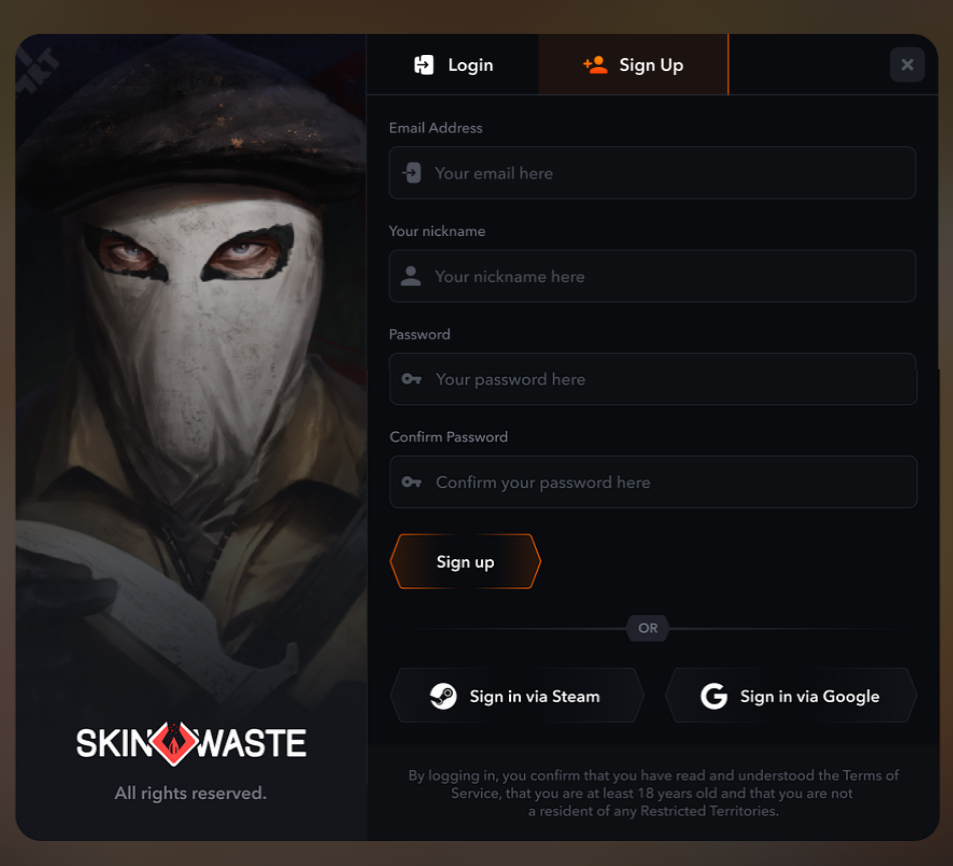 Login
Sign Up
Email Address
Your email here
Your nickname
Your nickname here
Password
Your password here
Confirm Password
Confirm your password here
Sign up
OR
Sign in via Steam
Sign in via Google
By logging in, you confirm that you have read and understood the Terms of
Service, that you are at least 18 years old and that you are not
a resident of any Restricted Territories.
SKIN WASTE
All rights reserved.